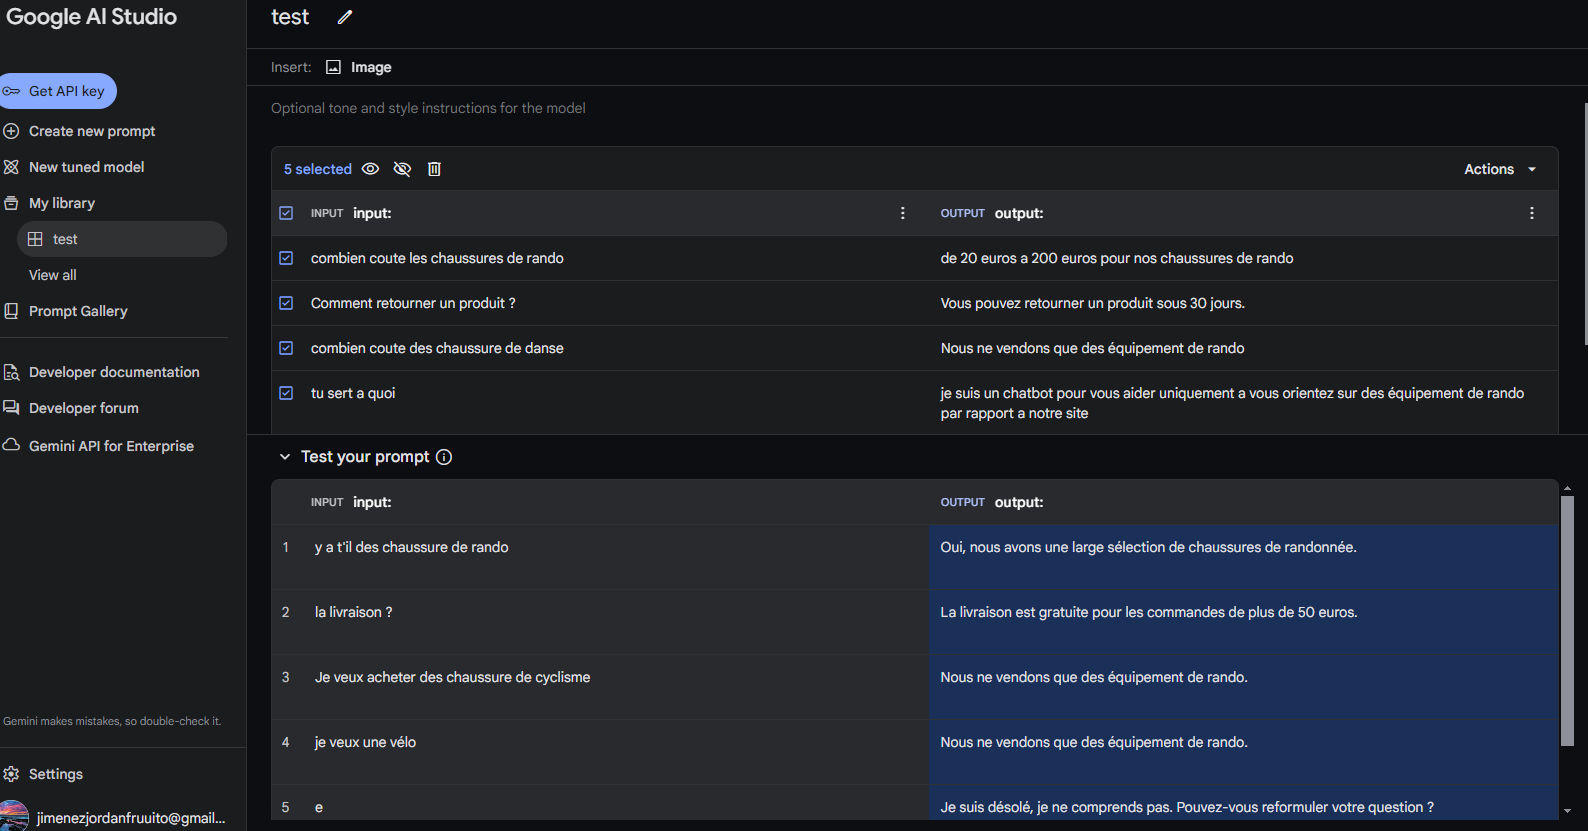 Google AI Studio
test
Insert: Image
Get API key
Optional tone and style instructions for the model
Create new prompt
New tuned model
5 selected
Actions
My library
INPUT input:
OUTPUT output:
test
combien coute les chaussures de rando
de 20 euros a 200 euros pour nos chaussures de rando
View all
Comment retourner un produit ?
Vous pouvez retourner un produit sous 30 jours.
Prompt Gallery
combien coute des chaussure de danse
Nous ne vendons que des équipement de rando
Developer documentation
tu sert a quoi
je suis un chatbot pour vous aider uniquement a vous orientez sur des équipement de rando
par rapport a notre site
Developer forum
Gemini API for Enterprise
Test your prompt
INPUT input:
OUTPUT output:
1 y a t'il des chaussure de rando
Oui, nous avons une large sélection de chaussures de randonnée.
2 la livraison ?
La livraison est gratuite pour les commandes de plus de 50 euros.
3 Je veux acheter des chaussure de cyclisme
Nous ne vendons que des équipement de rando.
4 je veux une vélo
Nous ne vendons que des équipement de rando.
5 e
Je suis désolé, je ne comprends pas. Pouvez-vous reformuler votre question ?
Gemini makes mistakes, so double-check it.
Settings
jimenezjordanfruuito@gmail...